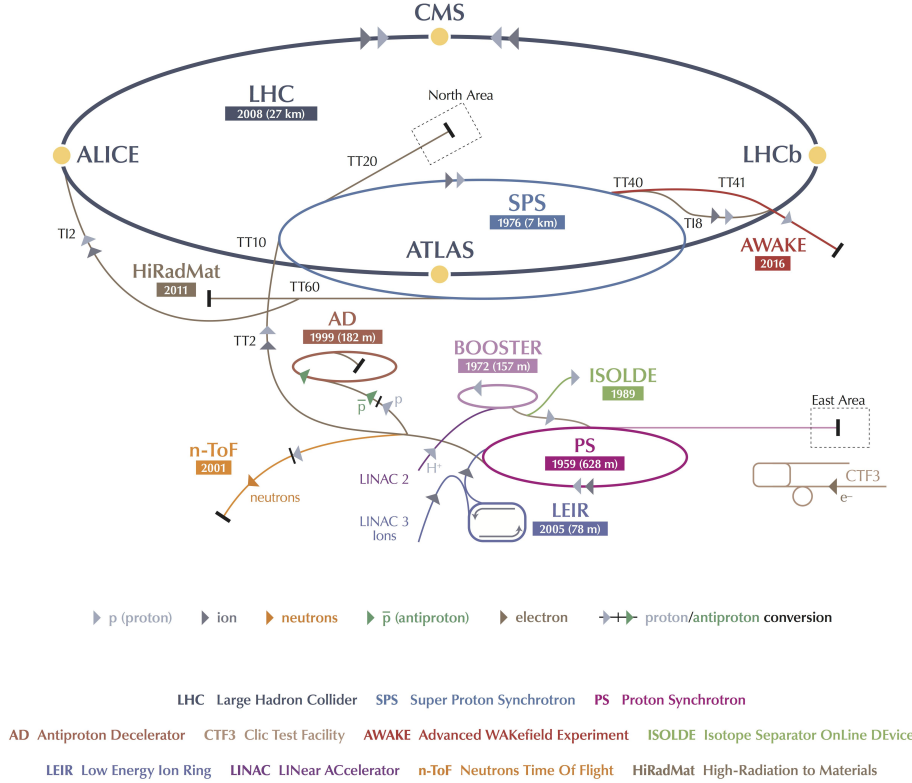 CMS
LHC
2008 (27 km)
North Area
ALICE
LHCb
TT20
TT40
TT41
SPS
1976 (7 km)
TI8
TI2
TT10
ATLAS
AWAKE
2016
HiRadMat
2011
TT60
AD
1999 (182 m)
TT2
BOOSTER
1972 (157 m)
ISOLDE
1989
p̅
p
East Area
n-ToF
2001
PS
1959 (628 m)
LINAC 2
H⁺
neutrons
CTF3
e⁻
LINAC 3
Ions
LEIR
2005 (78 m)
p (proton) ion neutrons p̅ (antiproton) electron proton/antiproton conversion
LHC Large Hadron Collider SPS Super Proton Synchrotron PS Proton Synchrotron
AD Antiproton Decelerator CTF3 Clic Test Facility AWAKE Advanced WAKefield Experiment ISOLDE Isotope Separator OnLine DEvice
LEIR Low Energy Ion Ring LINAC LINear ACcelerator n-ToF Neutrons Time Of Flight HiRadMat High-Radiation to Materials